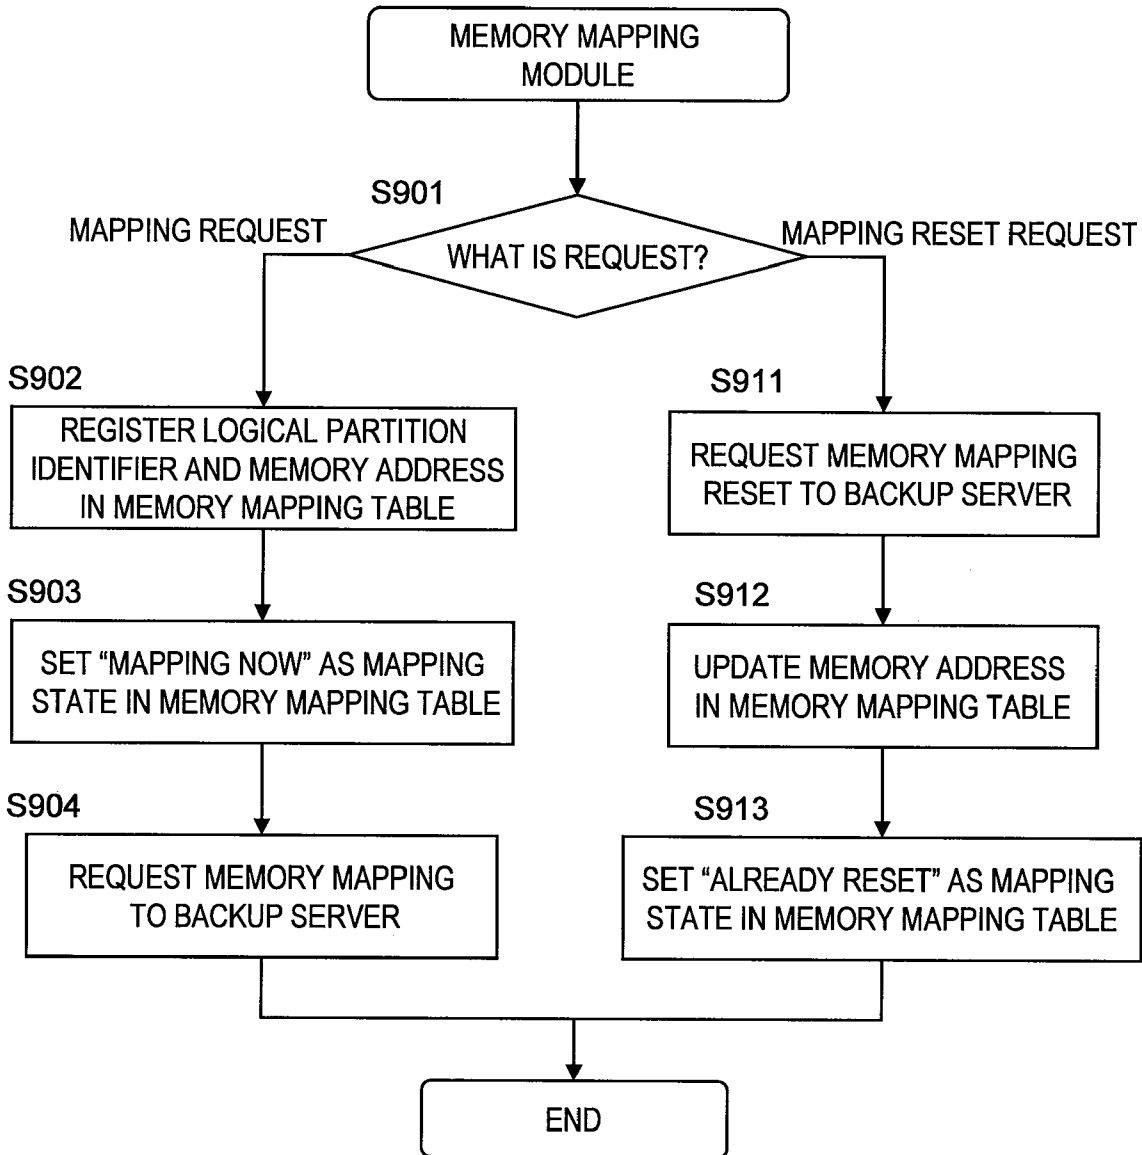 MEMORY MAPPING
MODULE
S901
MAPPING REQUEST
WHAT IS REQUEST?
MAPPING RESET REQUEST
S902
REGISTER LOGICAL PARTITION
IDENTIFIER AND MEMORY ADDRESS
IN MEMORY MAPPING TABLE
S903
SET “MAPPING NOW” AS MAPPING
STATE IN MEMORY MAPPING TABLE
S904
REQUEST MEMORY MAPPING
TO BACKUP SERVER
S911
REQUEST MEMORY MAPPING
RESET TO BACKUP SERVER
S912
UPDATE MEMORY ADDRESS
IN MEMORY MAPPING TABLE
S913
SET “ALREADY RESET” AS MAPPING
STATE IN MEMORY MAPPING TABLE
END